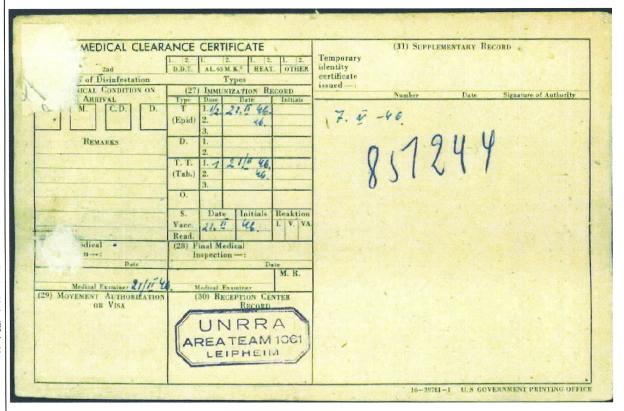 MEDICAL CLEARANCE CERTIFICATE
2nd
1. 2. 1. 2. 1. 2. 1. 2.
D.D.T. AL.63 M.K.³ HEAT. OTHER
of Disinfestation
Types
ICAL CONDITION ON
ARRIVAL
M. C.D. D.
REMARKS
(27) IMMUNIZATION RECORD
Type Dose Date Initials
T 1. 1/2 21.II 46.
(Epid) 2. 46.
3.
D. 1.
2.
T. T. 1. 1 21/II 46.
(Tab.) 2. 46.
3.
O.
S. Date Initials Reaktion
Vacc. 21. II 46. I. V. VA
Read.
edical
n—:
Date
Medical Examiner 21/II 46.
(28) Final Medical
Inspection—:
Date
M. R.
Medical Examiner
(29) MOVEMENT AUTHORIZATION
OR VISA
(30) RECEPTION CENTER
RECORD
UNRRA
AREA TEAM 1061
LEIPHEIM
(31) SUPPLEMENTARY RECORD
Temporary
identity
certificate
issued—:
Number Date Signature of Authority
7. II -46.
851244
16—39781-1 U.S GOVERNMENT PRINTING OFFICE